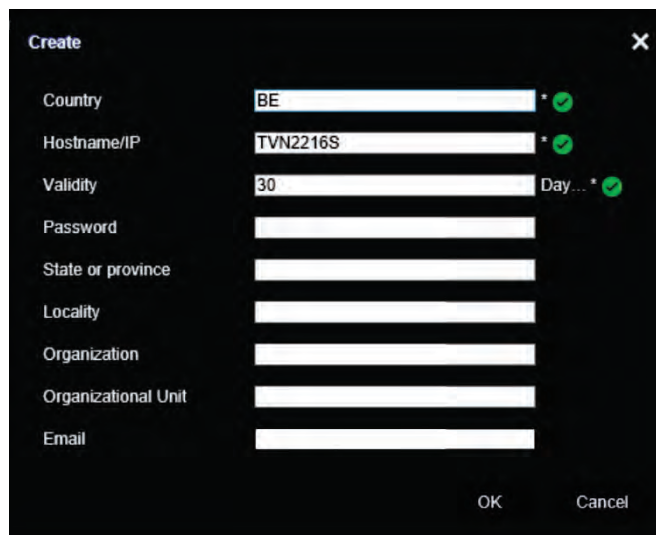 Create
Country BE *
Hostname/IP TVN2216S *
Validity 30 Day... *
Password
State or province
Locality
Organization
Organizational Unit
Email
OK Cancel